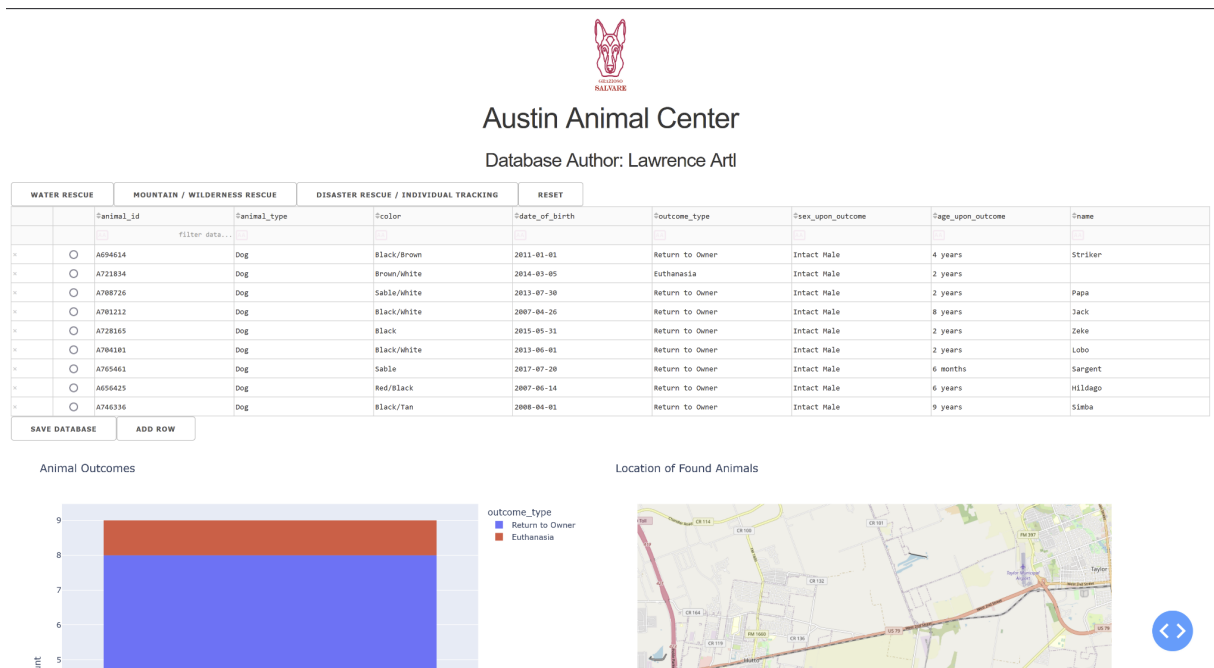 GRAZIOSO
SALVARE
Austin Animal Center
Database Author: Lawrence Artl
WATER RESCUE MOUNTAIN / WILDERNESS RESCUE DISASTER RESCUE / INDIVIDUAL TRACKING RESET
animal_id animal_type color date_of_birth outcome_type sex_upon_outcome age_upon_outcome name
filter data...
A694614 Dog Black/Brown 2011-01-01 Return to Owner Intact Male 4 years Striker
A721834 Dog Brown/White 2014-03-05 Euthanasia Intact Male 2 years
A708726 Dog Sable/White 2013-07-30 Return to Owner Intact Male 2 years Papa
A701212 Dog Black/White 2007-04-26 Return to Owner Intact Male 8 years Jack
A728165 Dog Black 2015-05-31 Return to Owner Intact Male 2 years Zeke
A704101 Dog Black/White 2013-06-01 Return to Owner Intact Male 2 years Lobo
A765461 Dog Sable 2017-07-20 Return to Owner Intact Male 6 months Sargent
A656425 Dog Red/Black 2007-06-14 Return to Owner Intact Male 6 years Hildago
A746336 Dog Black/Tan 2008-04-01 Return to Owner Intact Male 9 years Simba
SAVE DATABASE ADD ROW
Animal Outcomes
9
8
7
6
5
outcome_type
Return to Owner
Euthanasia
Location of Found Animals
CR 114
CR 101
CR 108
FM 397
Taylor
CR 132
CR 164
FM 1660
CR 136
US 79
US 79
CR 119
Hutto